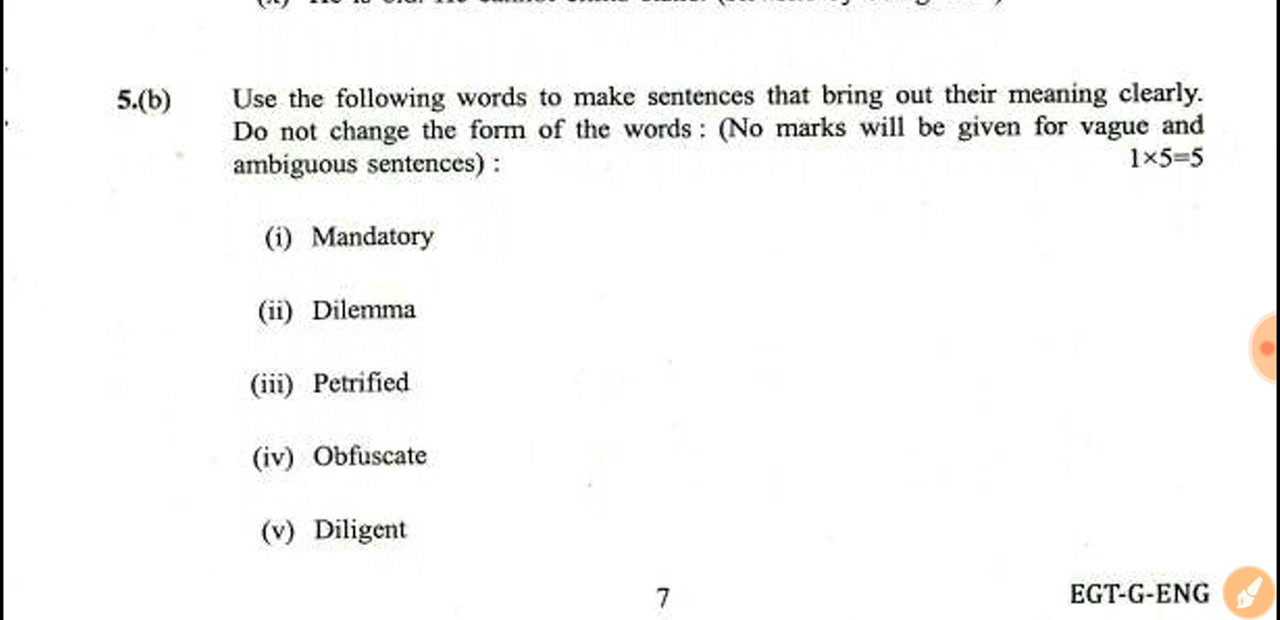 5.(b) Use the following words to make sentences that bring out their meaning clearly.
Do not change the form of the words : (No marks will be given for vague and
ambiguous sentences) : 1×5=5
(i) Mandatory
(ii) Dilemma
(iii) Petrified
(iv) Obfuscate
(v) Diligent
7 EGT-G-ENG